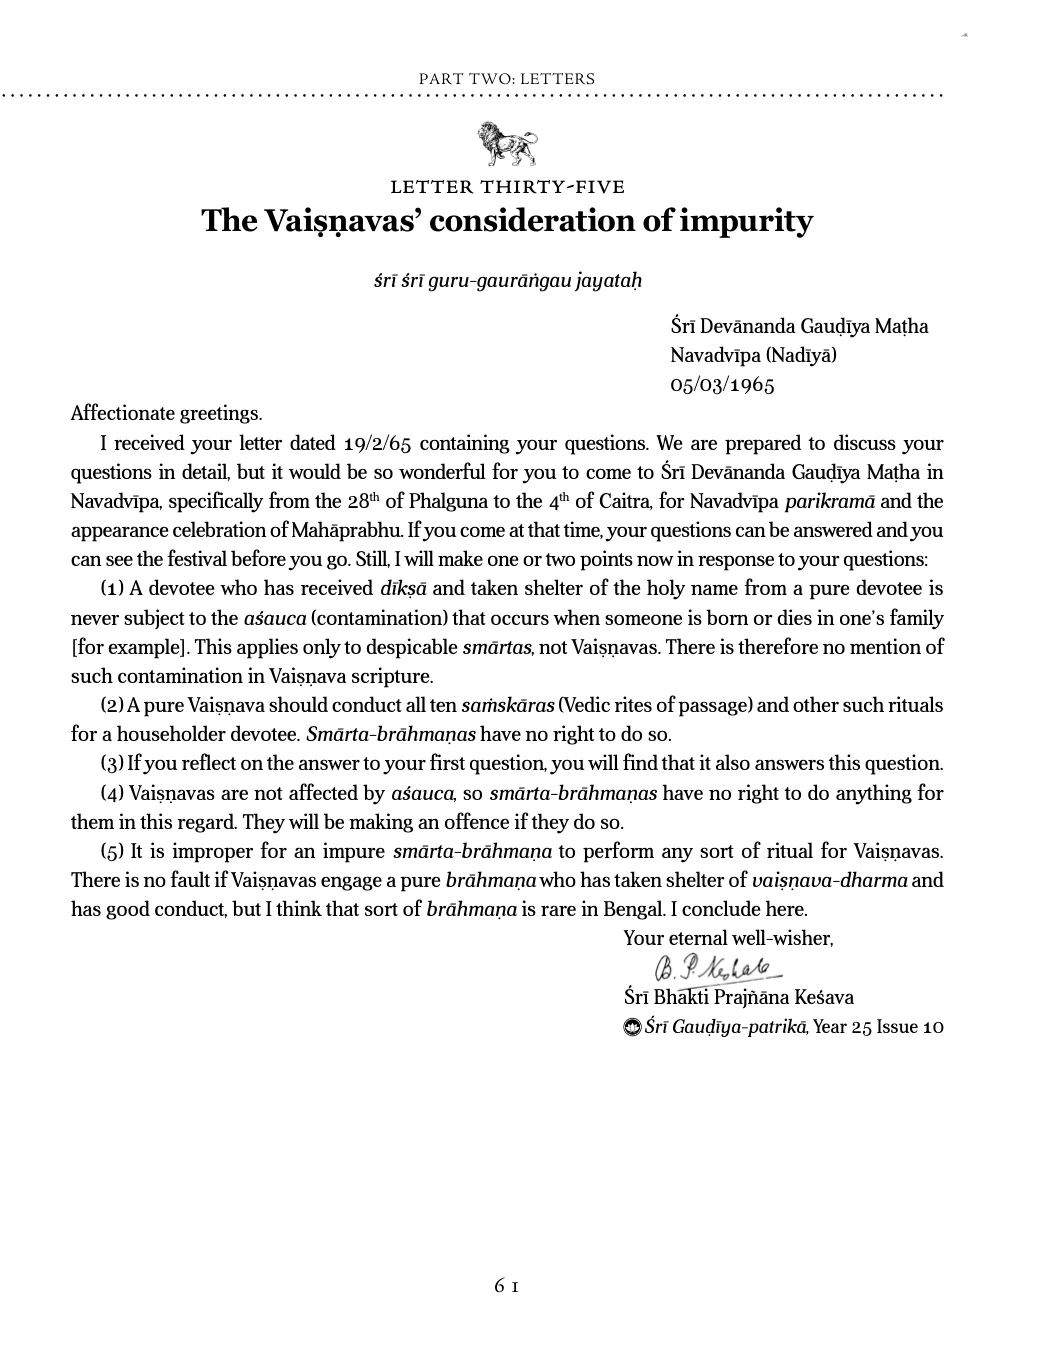 PART TWO: LETTERS
LETTER THIRTY-FIVE
The Vaiṣṇavas’ consideration of impurity
śrī śrī guru-gaurāṅgau jayataḥ
Śrī Devānanda Gauḍīya Maṭha
Navadvīpa (Nadīyā)
05/03/1965
Affectionate greetings.
I received your letter dated 19/2/65 containing your questions. We are prepared to discuss your
questions in detail, but it would be so wonderful for you to come to Śrī Devānanda Gauḍīya Maṭha in
Navadvīpa, specifically from the 28th of Phalguna to the 4th of Caitra, for Navadvīpa parikramā and the
appearance celebration of Mahāprabhu. If you come at that time, your questions can be answered and you
can see the festival before you go. Still, I will make one or two points now in response to your questions:
(1) A devotee who has received dīkṣā and taken shelter of the holy name from a pure devotee is
never subject to the aśauca (contamination) that occurs when someone is born or dies in one’s family
[for example]. This applies only to despicable smārtas, not Vaiṣṇavas. There is therefore no mention of
such contamination in Vaiṣṇava scripture.
(2) A pure Vaiṣṇava should conduct all ten saṁskāras (Vedic rites of passage) and other such rituals
for a householder devotee. Smārta-brāhmaṇas have no right to do so.
(3) If you reflect on the answer to your first question, you will find that it also answers this question.
(4) Vaiṣṇavas are not affected by aśauca, so smārta-brāhmaṇas have no right to do anything for
them in this regard. They will be making an offence if they do so.
(5) It is improper for an impure smārta-brāhmaṇa to perform any sort of ritual for Vaiṣṇavas.
There is no fault if Vaiṣṇavas engage a pure brāhmaṇa who has taken shelter of vaiṣṇava-dharma and
has good conduct, but I think that sort of brāhmaṇa is rare in Bengal. I conclude here.
Your eternal well-wisher,
B. P. Keshaba
Śrī Bhakti Prajñāna Keśava
Śrī Gauḍīya-patrikā, Year 25 Issue 10
61